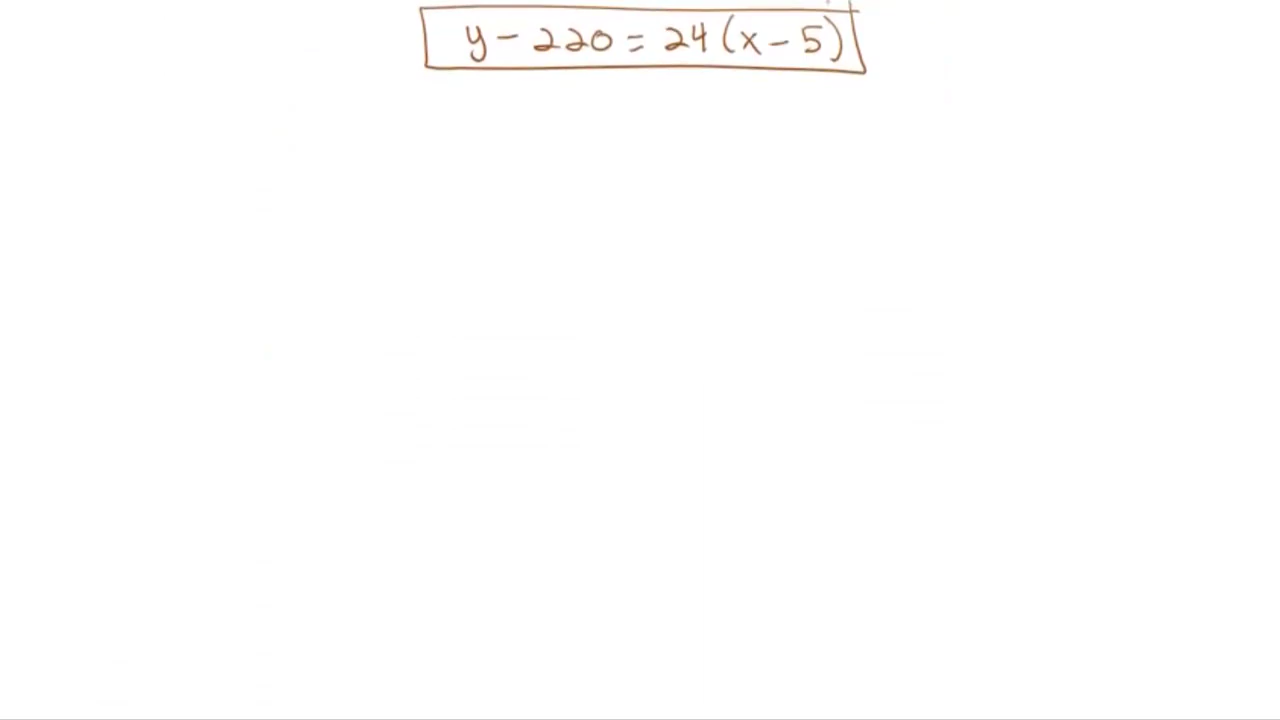 y - 220 = 24(x - 5)